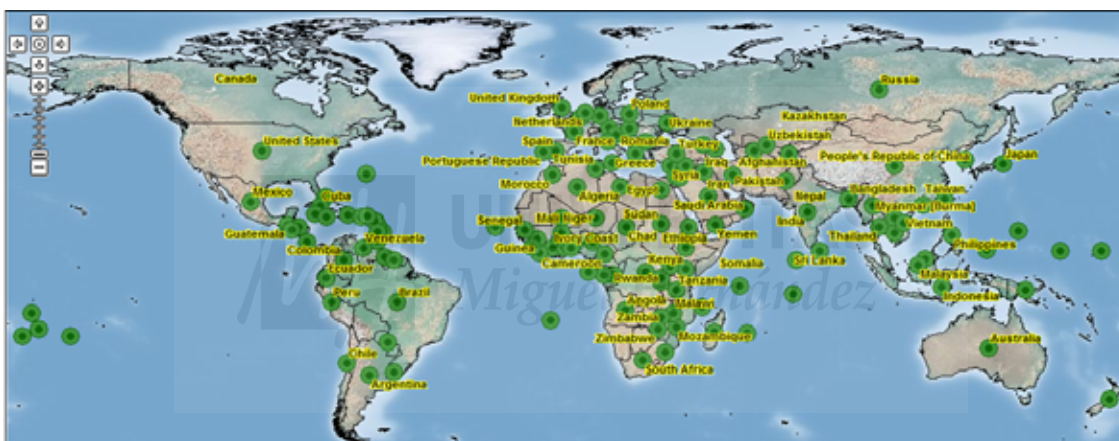 Canada
Russia
United Kingdom
Poland
Kazakhstan
Netherlands
Ukraine
Uzbekistan
United States
Spain
France
Romania
Turkey
Portuguese Republic
Tunisia
Greece
Iraq
Afghanistan
People's Republic of China
Japan
Syria
Morocco
Algeria
Egypt
Iran
Pakistan
Mexico
Cuba
Saudi Arabia
Nepal
Bangladesh
Taiwan
Myanmar [Burma]
Senegal
Mali
Niger
Sudan
India
Vietnam
Guatemala
Venezuela
Guinea
Ivory Coast
Chad
Ethiopia
Yemen
Thailand
Philippines
Colombia
Cameroon
Kenya
Somalia
Sri Lanka
Ecuador
Rwanda
Tanzania
Malaysia
Peru
Brazil
Angola
Malawi
Indonesia
Miguel Hernández
Zambia
Zimbabwe
Mozambique
Australia
Chile
South Africa
Argentina